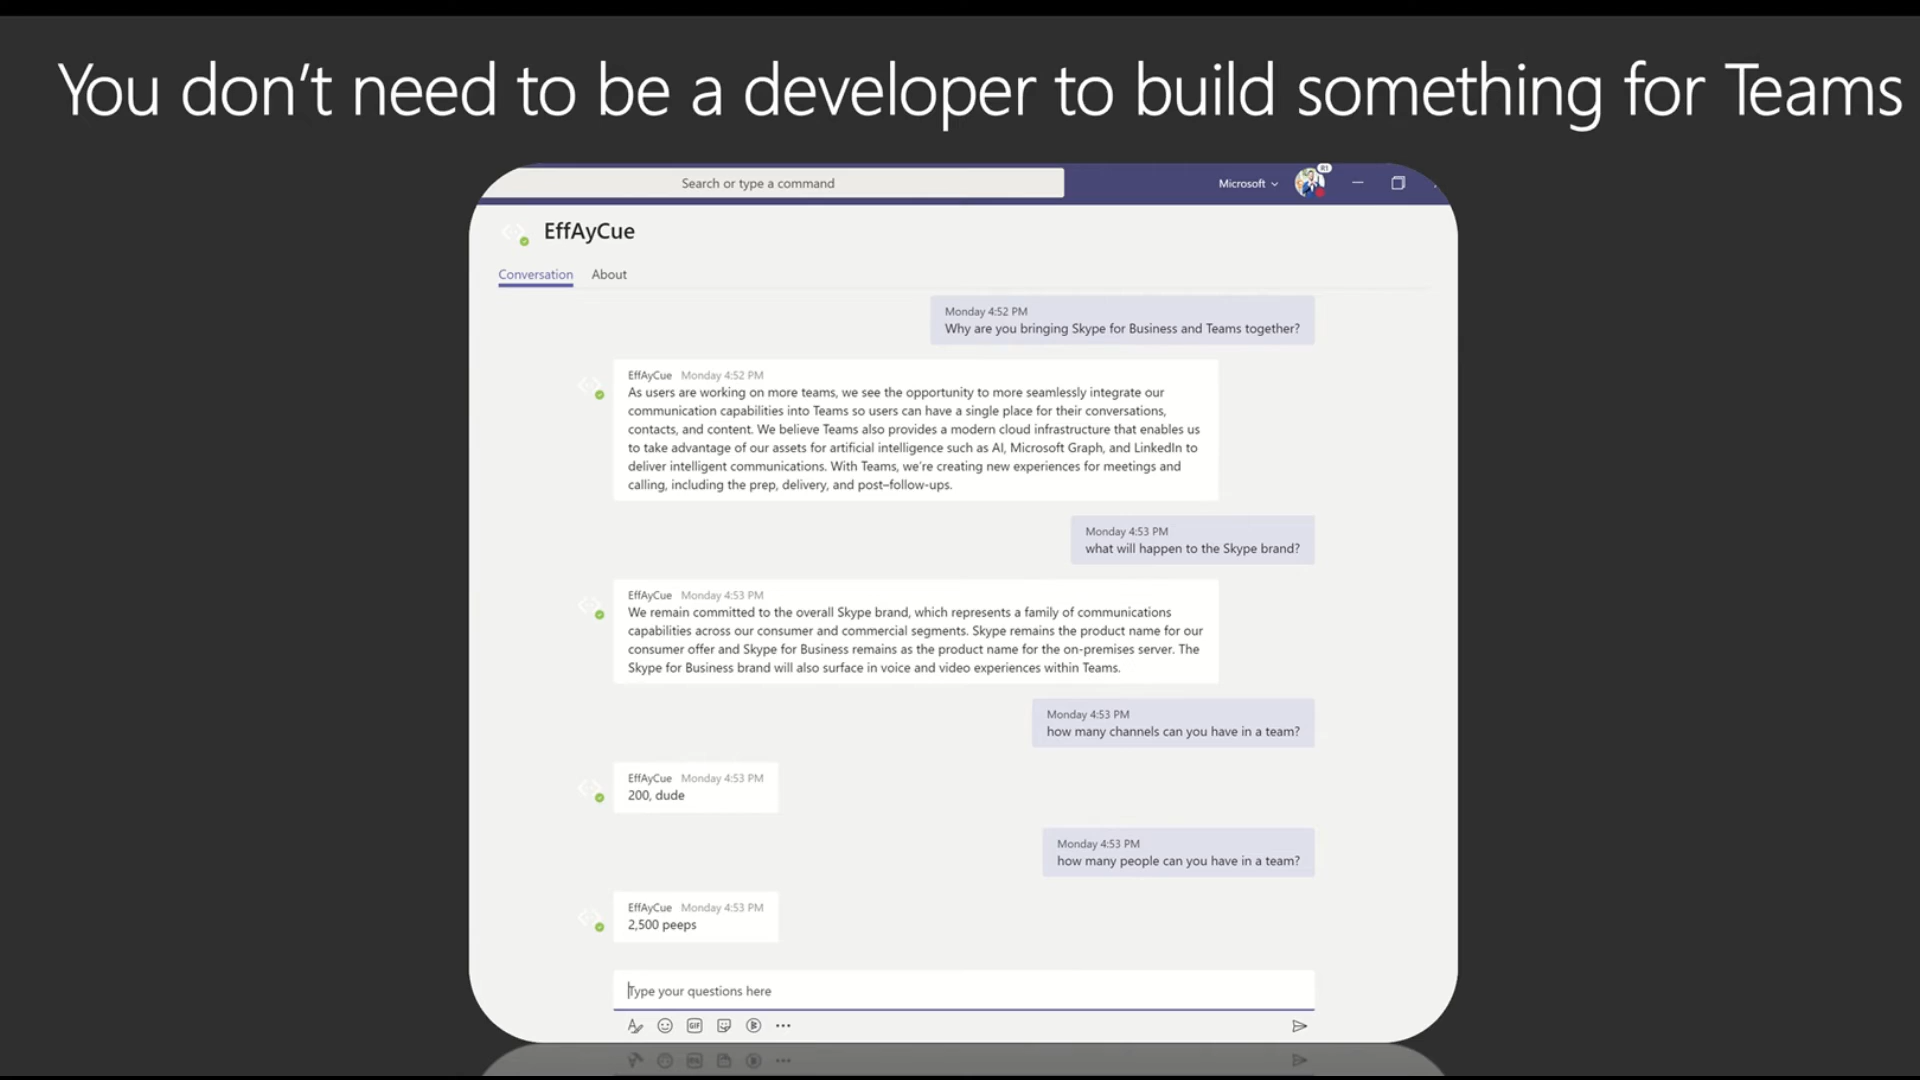 You don't need to be a developer to build something for Teams
Search or type a command
Microsoft
R1
EffAyCue
Conversation About
Monday 4:52 PM
Why are you bringing Skype for Business and Teams together?
EffAyCue Monday 4:52 PM
As users are working on more teams, we see the opportunity to more seamlessly integrate our
communication capabilities into Teams so users can have a single place for their conversations,
contacts, and content. We believe Teams also provides a modern cloud infrastructure that enables us
to take advantage of our assets for artificial intelligence such as AI, Microsoft Graph, and LinkedIn to
deliver intelligent communications. With Teams, we're creating new experiences for meetings and
calling, including the prep, delivery, and post–follow-ups.
Monday 4:53 PM
what will happen to the Skype brand?
EffAyCue Monday 4:53 PM
We remain committed to the overall Skype brand, which represents a family of communications
capabilities across our consumer and commercial segments. Skype remains the product name for our
consumer offer and Skype for Business remains as the product name for the on-premises server. The
Skype for Business brand will also surface in voice and video experiences within Teams.
Monday 4:53 PM
how many channels can you have in a team?
EffAyCue Monday 4:53 PM
200, dude
Monday 4:53 PM
how many people can you have in a team?
EffAyCue Monday 4:53 PM
2,500 peeps
Type your questions here
GIF